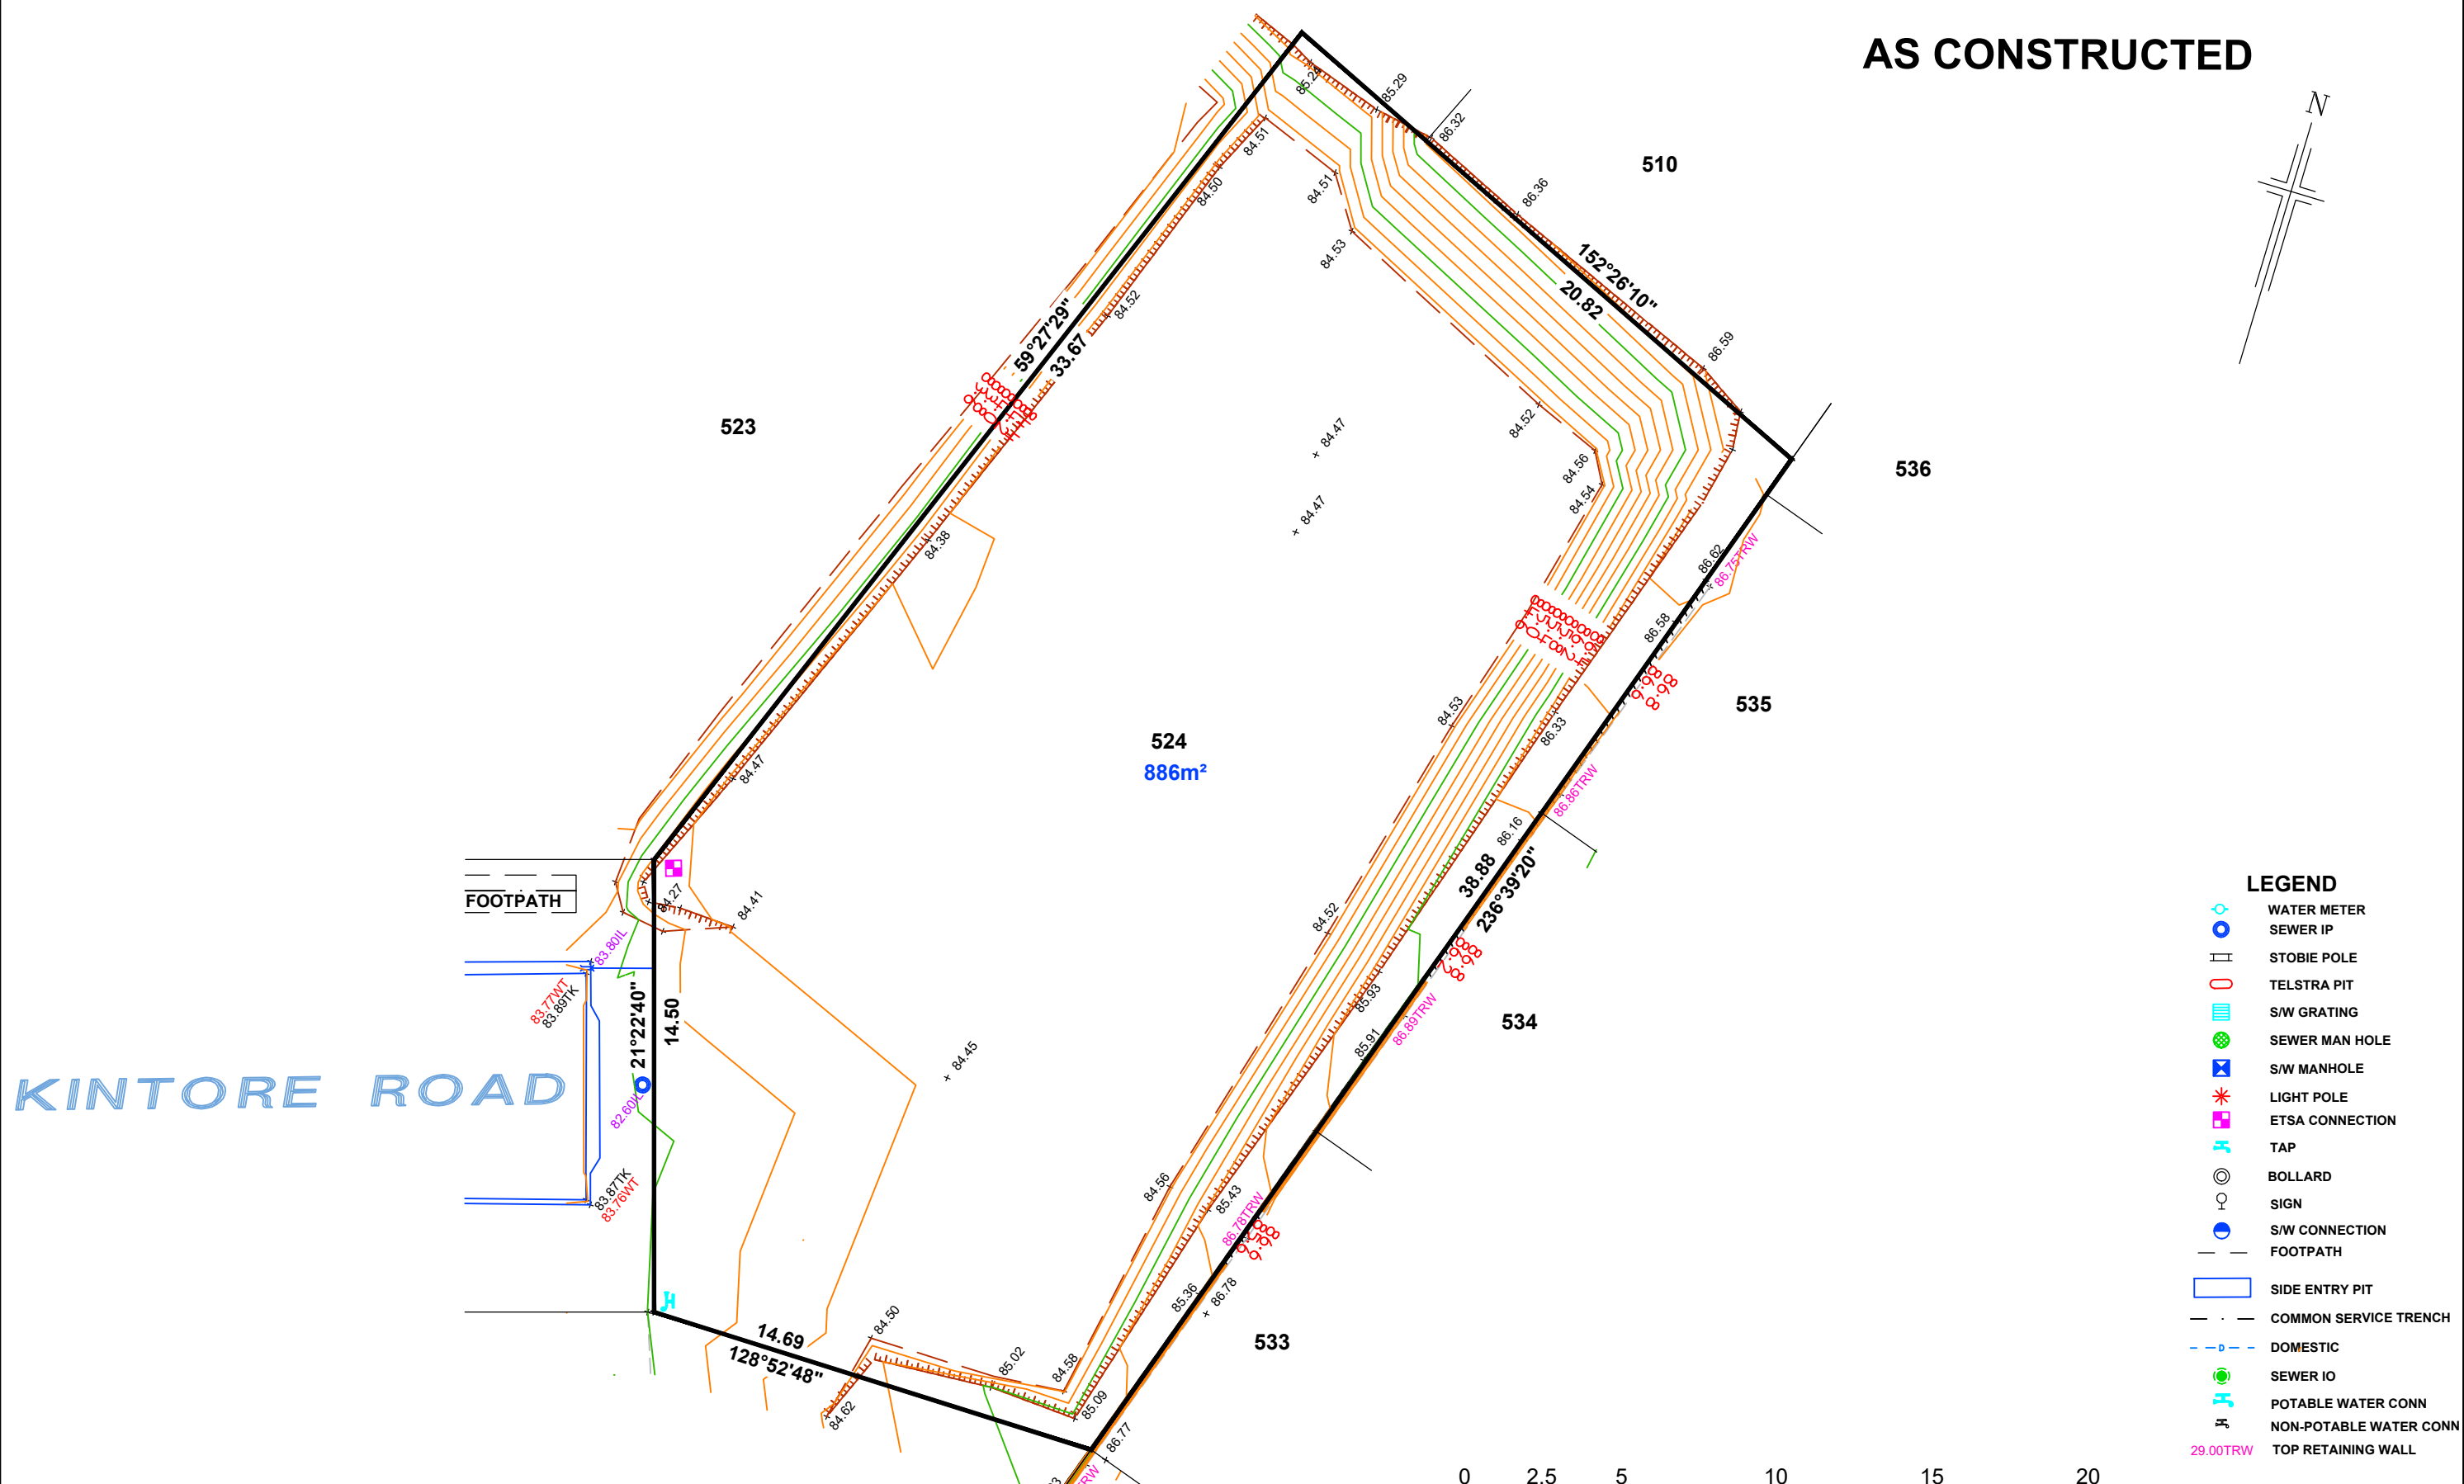 AS CONSTRUCTED
N
510
523
536
535
524
886m²
534
533
85.29
86.32
86.36
152°26'10"
20.82
86.59
84.51
84.50
84.51
84.53
84.52
59°27'29"
33.67
84.47
84.47
84.52
84.56
84.54
84.38
86.62
86.75TRW
86.58
84.53
86.33
86.86TRW
86.16
38.88
236°39'20"
84.47
84.27
84.41
84.52
85.93
86.89TRW
85.91
FOOTPATH
83.80IL
83.77WT
83.89TK
21°22'40"
14.50
84.45
KINTORE ROAD
82.60IL
83.87TK
83.76WT
84.56
85.43
86.78TRW
85.36
86.78
14.69
128°52'48"
84.50
85.02
84.58
85.09
84.62
86.77
LEGEND
WATER METER
SEWER IP
STOBIE POLE
TELSTRA PIT
S/W GRATING
SEWER MAN HOLE
S/W MANHOLE
LIGHT POLE
ETSA CONNECTION
TAP
BOLLARD
SIGN
S/W CONNECTION
FOOTPATH
SIDE ENTRY PIT
COMMON SERVICE TRENCH
D DOMESTIC
SEWER IO
POTABLE WATER CONN
NON-POTABLE WATER CONN
29.00TRW TOP RETAINING WALL
0 2.5 5 10 15 20